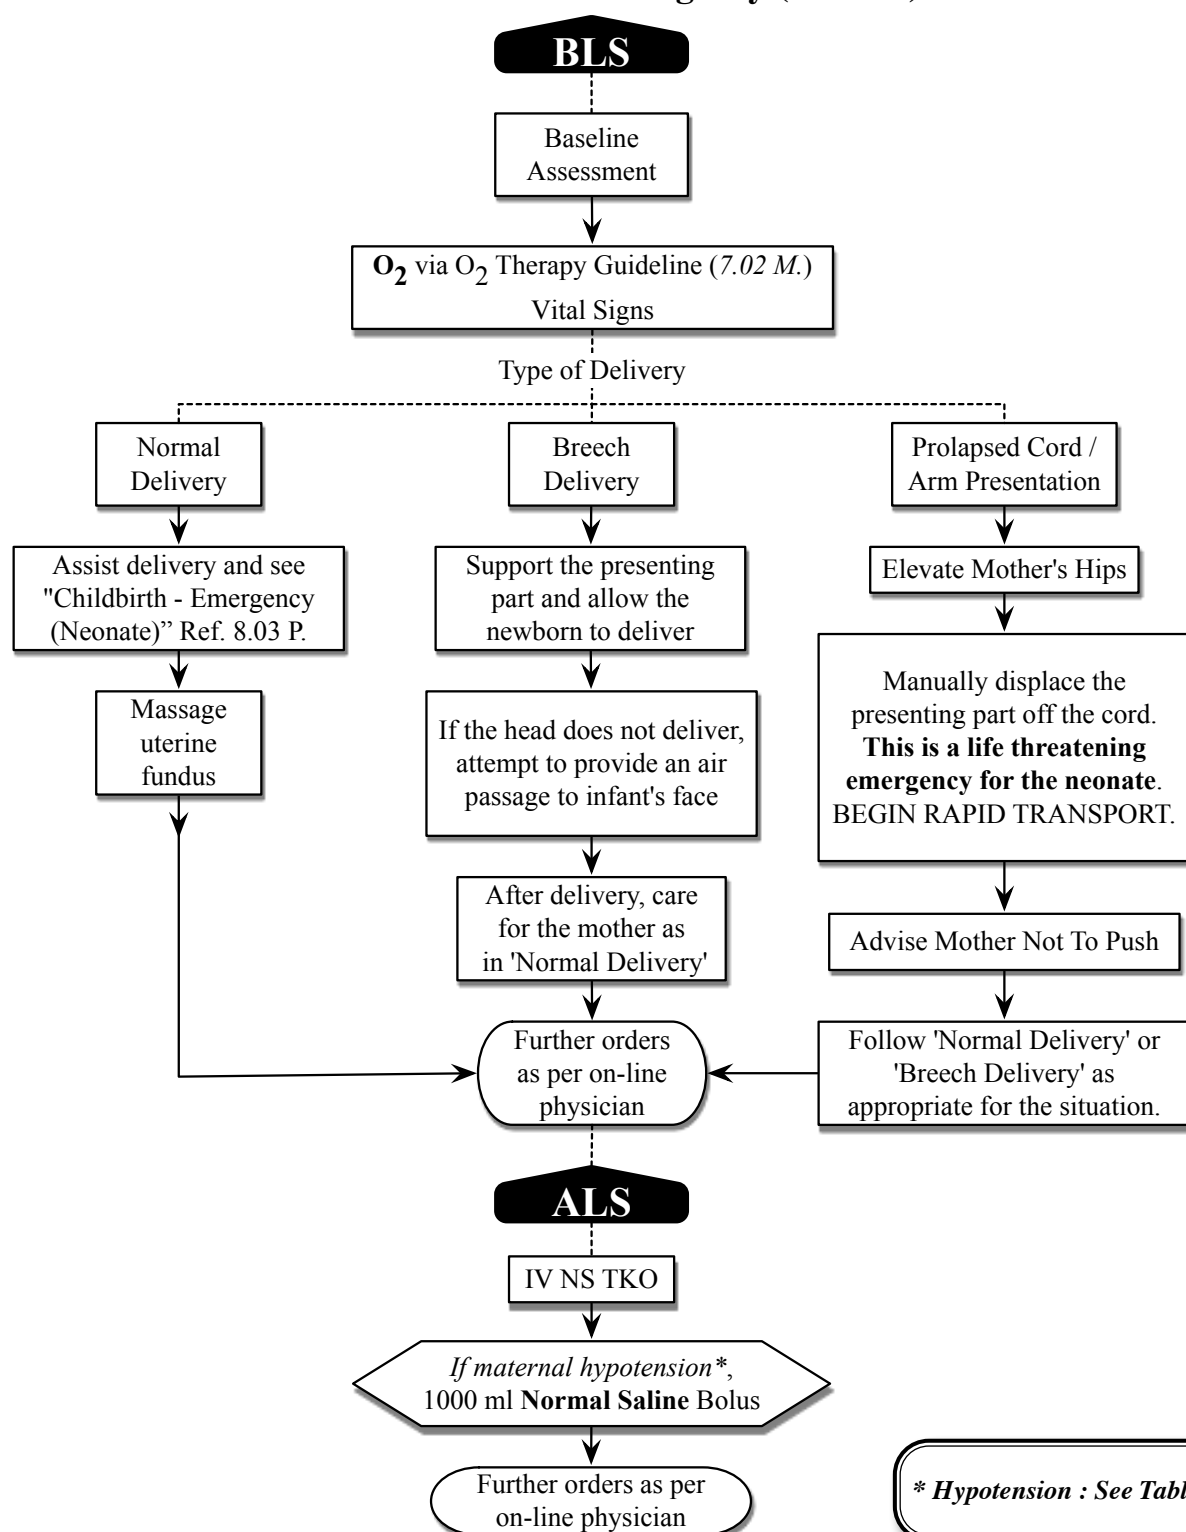 BLS
Baseline
Assessment
O2 via O2 Therapy Guideline (7.02 M.)
Vital Signs
Type of Delivery
Normal
Delivery
Assist delivery and see
"Childbirth - Emergency
(Neonate)” Ref. 8.03 P.
Massage
uterine
fundus
Breech
Delivery
Support the presenting
part and allow the
newborn to deliver
If the head does not deliver,
attempt to provide an air
passage to infant's face
After delivery, care
for the mother as
in 'Normal Delivery'
Prolapsed Cord /
Arm Presentation
Elevate Mother's Hips
Manually displace the
presenting part off the cord.
This is a life threatening
emergency for the neonate.
BEGIN RAPID TRANSPORT.
Advise Mother Not To Push
Follow 'Normal Delivery' or
'Breech Delivery' as
appropriate for the situation.
Further orders
as per on-line
physician
ALS
IV NS TKO
If maternal hypotension*,
1000 ml Normal Saline Bolus
Further orders as per
on-line physician
* Hypotension : See Tabl